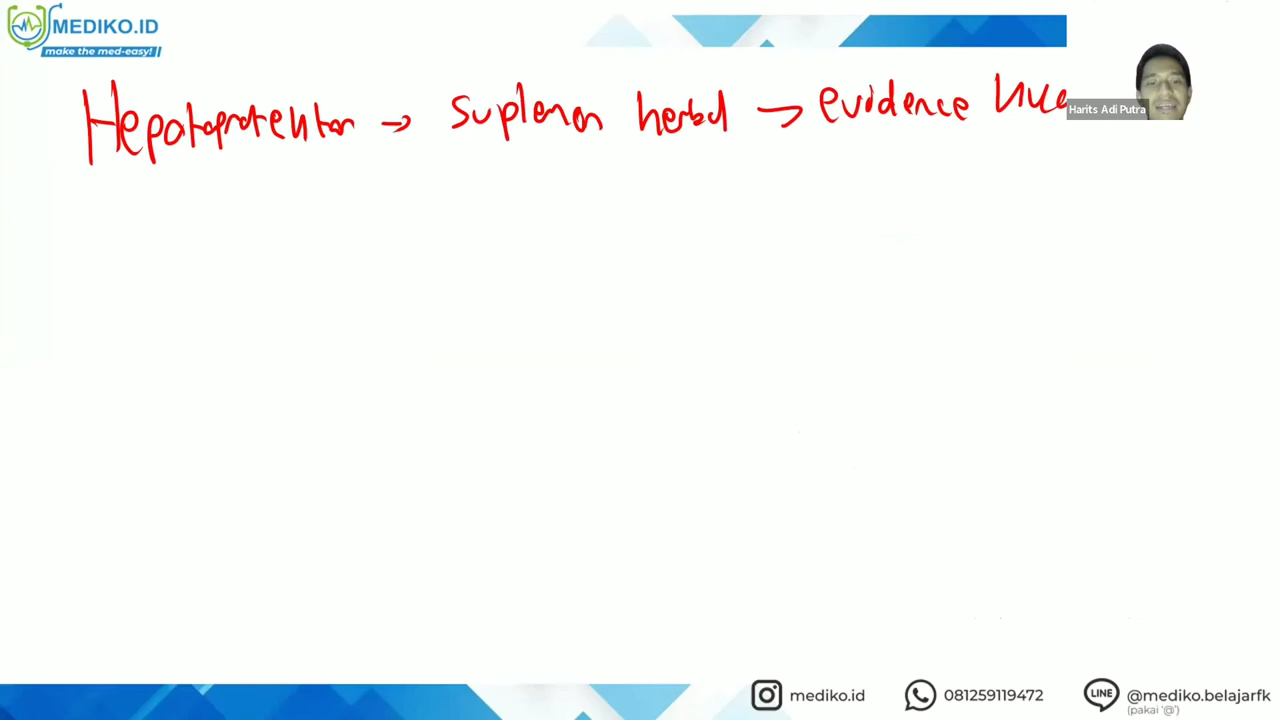 MEDIKO.ID
make the med-easy!
Hepatoprotektor → suplemen herbal → evidence
Harits Adi Putra
mediko.id
081259119472
LINE
@mediko.belajarfk
(pakai '@')